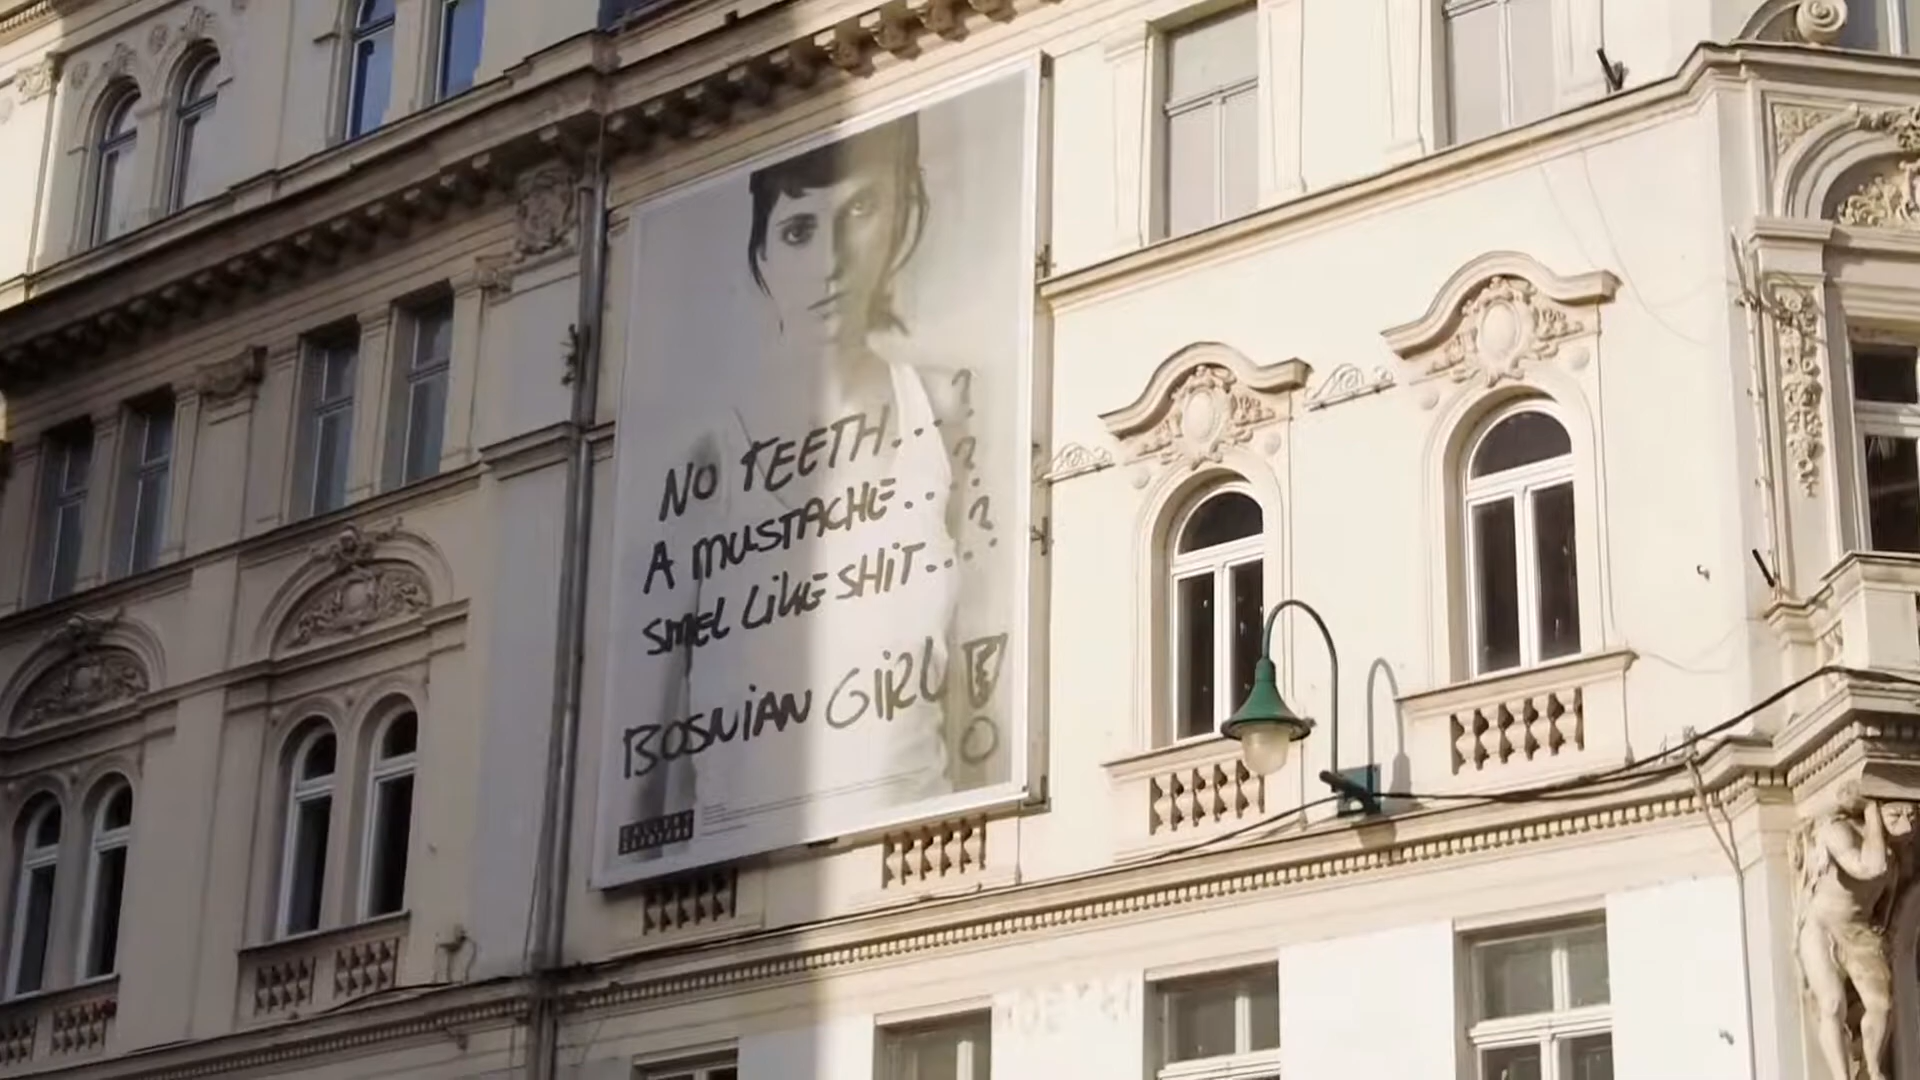 NO TEETH...?
A MUSTACHE...?
SMEL LIKE SHIT...?
BOSNIAN GIRL!